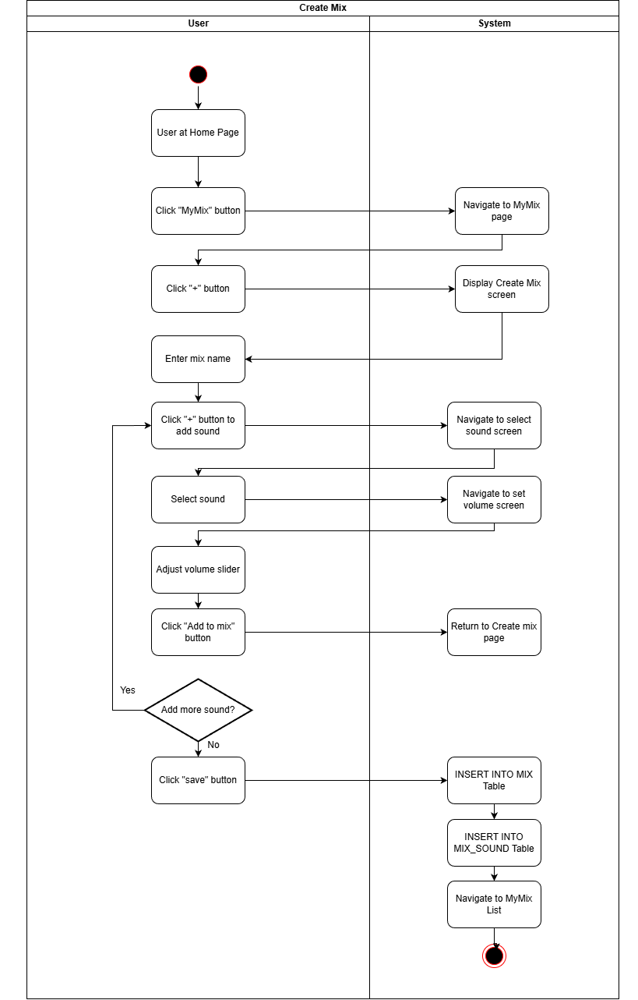 Create Mix
User
System
User at Home Page
Click "MyMix" button
Navigate to MyMix
page
Click "+" button
Display Create Mix
screen
Enter mix name
Click "+" button to
add sound
Navigate to select
sound screen
Select sound
Navigate to set
volume screen
Adjust volume slider
Click "Add to mix"
button
Return to Create mix
page
Yes
Add more sound?
No
Click "save" button
INSERT INTO MIX
Table
INSERT INTO
MIX_SOUND Table
Navigate to MyMix
List